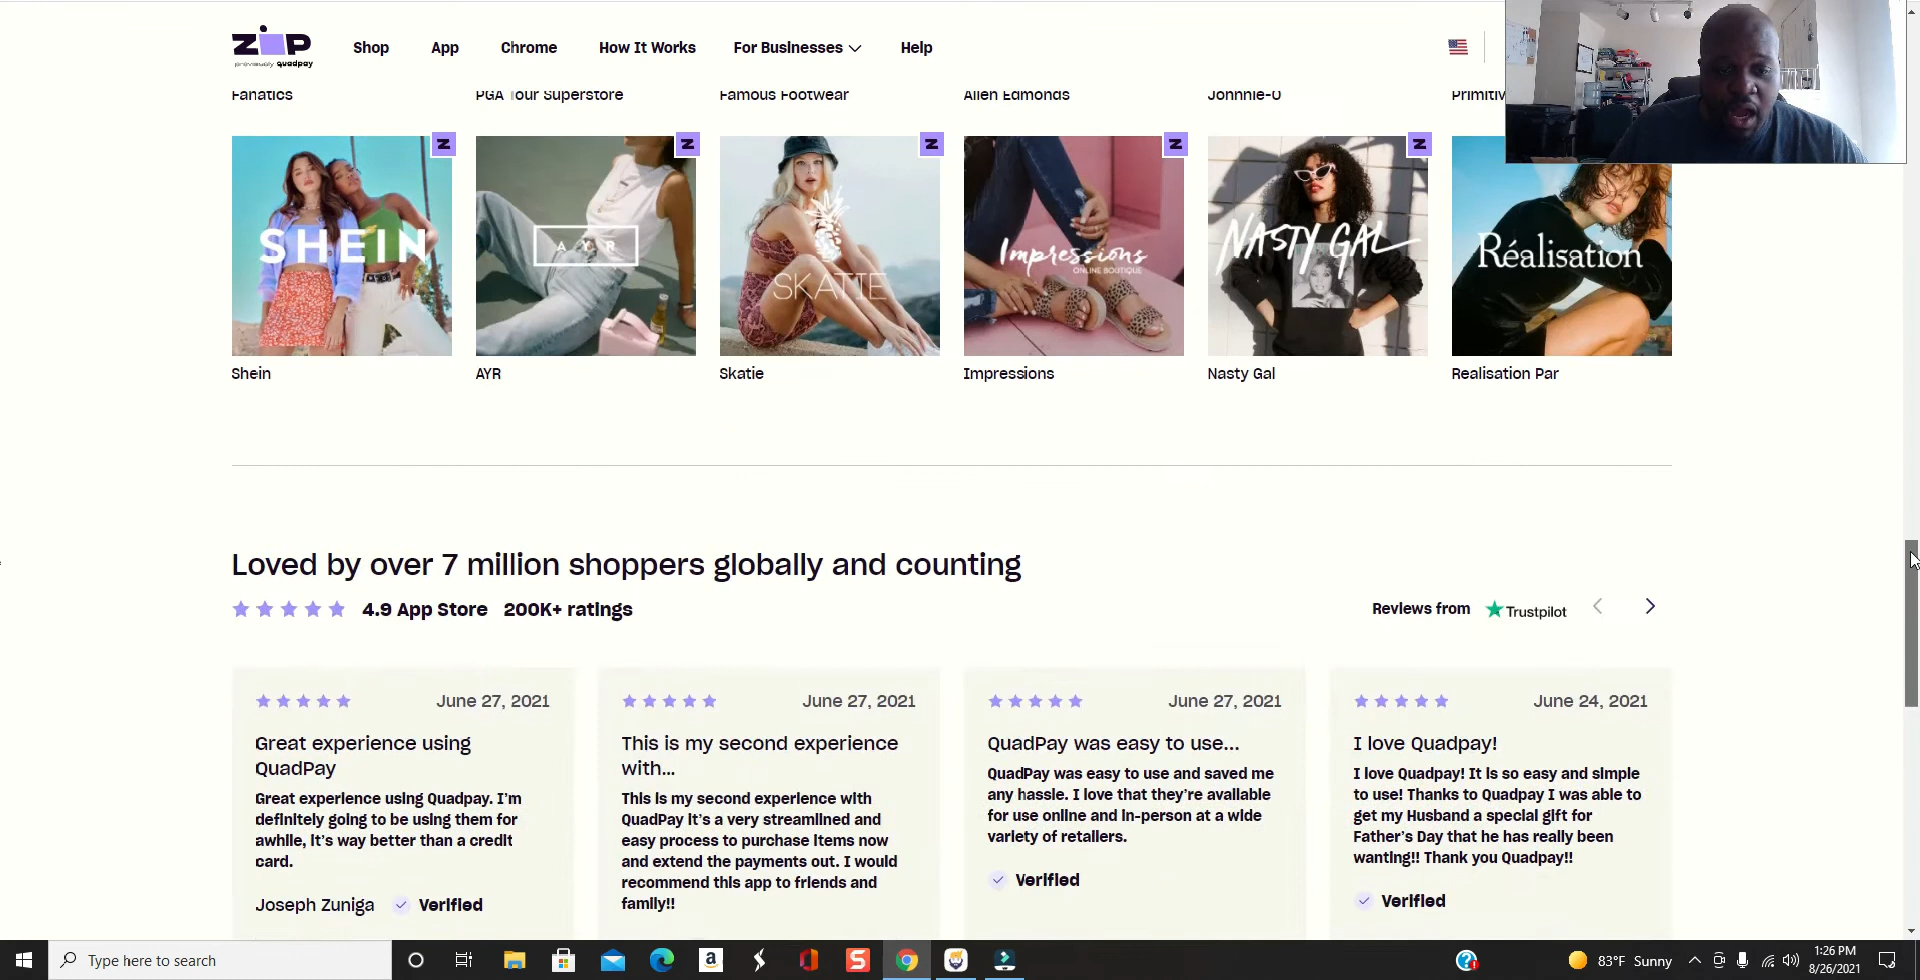 zip
previously quadpay
Shop App Chrome How It Works For Businesses Help
Fanatics PGA Tour Superstore Famous Footwear Allen Edmonds Johnnie-O Primitiv
SHEIN AYR SKATIE Impressions NASTY GAL Réalisation
ONLINE BOUTIQUE
Shein AYR Skatie Impressions Nasty Gal Realisation Par
Loved by over 7 million shoppers globally and counting
4.9 App Store 200K+ ratings
Reviews from Trustpilot
June 27, 2021
Great experience using
QuadPay
Great experience using Quadpay. I'm
definitely going to be using them for
awhile, it's way better than a credit
card.
Joseph Zuniga Verified
June 27, 2021
This is my second experience
with...
This is my second experience with
QuadPay it's a very streamlined and
easy process to purchase items now
and extend the payments out. I would
recommend this app to friends and
family!!
June 27, 2021
QuadPay was easy to use...
QuadPay was easy to use and saved me
any hassle. I love that they're available
for use online and in-person at a wide
variety of retailers.
Verified
June 24, 2021
I love Quadpay!
I love Quadpay! It is so easy and simple
to use! Thanks to Quadpay I was able to
get my Husband a special gift for
Father's Day that he has really been
wanting!! Thank you Quadpay!!
Verified
Type here to search
83°F Sunny
1:26 PM
8/26/2021